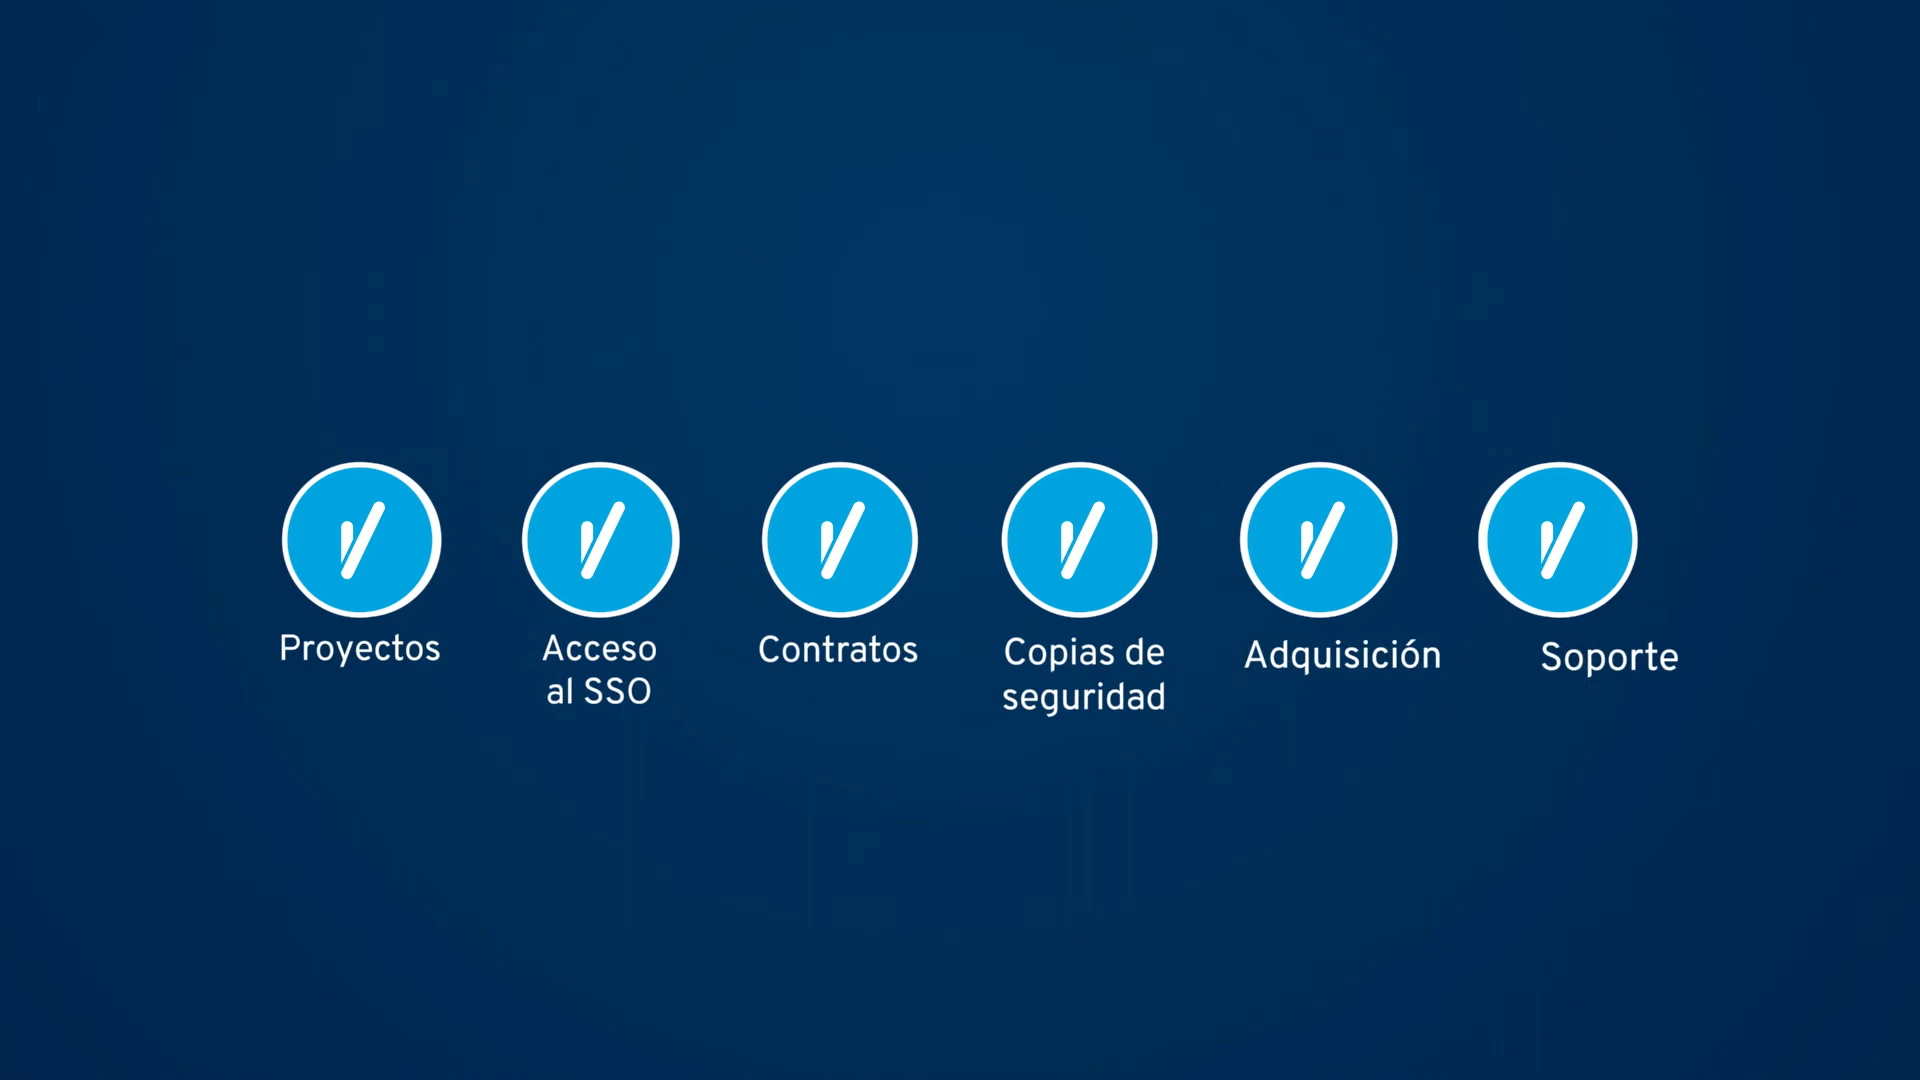 Proyectos
Acceso
al SSO
Contratos
Copias de
seguridad
Adquisición
Soporte